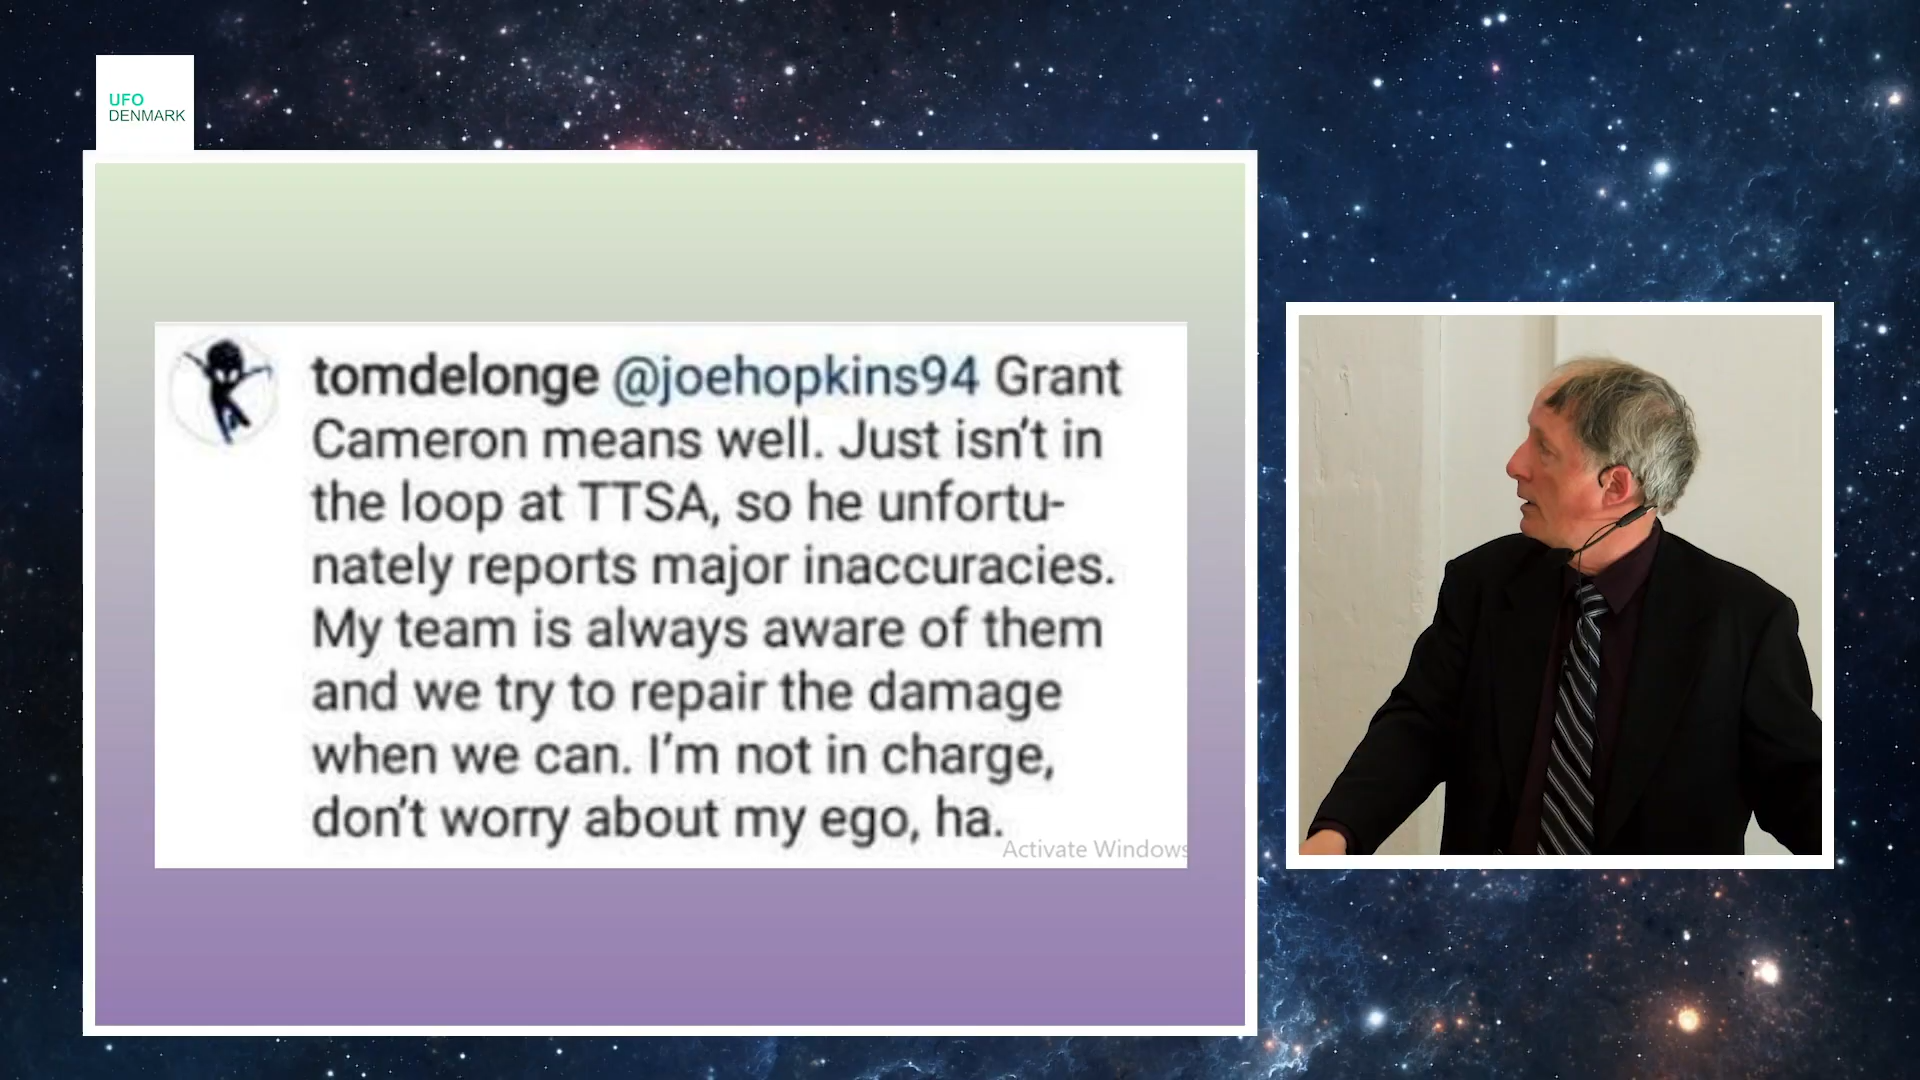 UFO
DENMARK
tomdelonge @joehopkins94 Grant
Cameron means well. Just isn't in
the loop at TTSA, so he unfortu-
nately reports major inaccuracies.
My team is always aware of them
and we try to repair the damage
when we can. I'm not in charge,
don't worry about my ego, ha.
Activate Windows